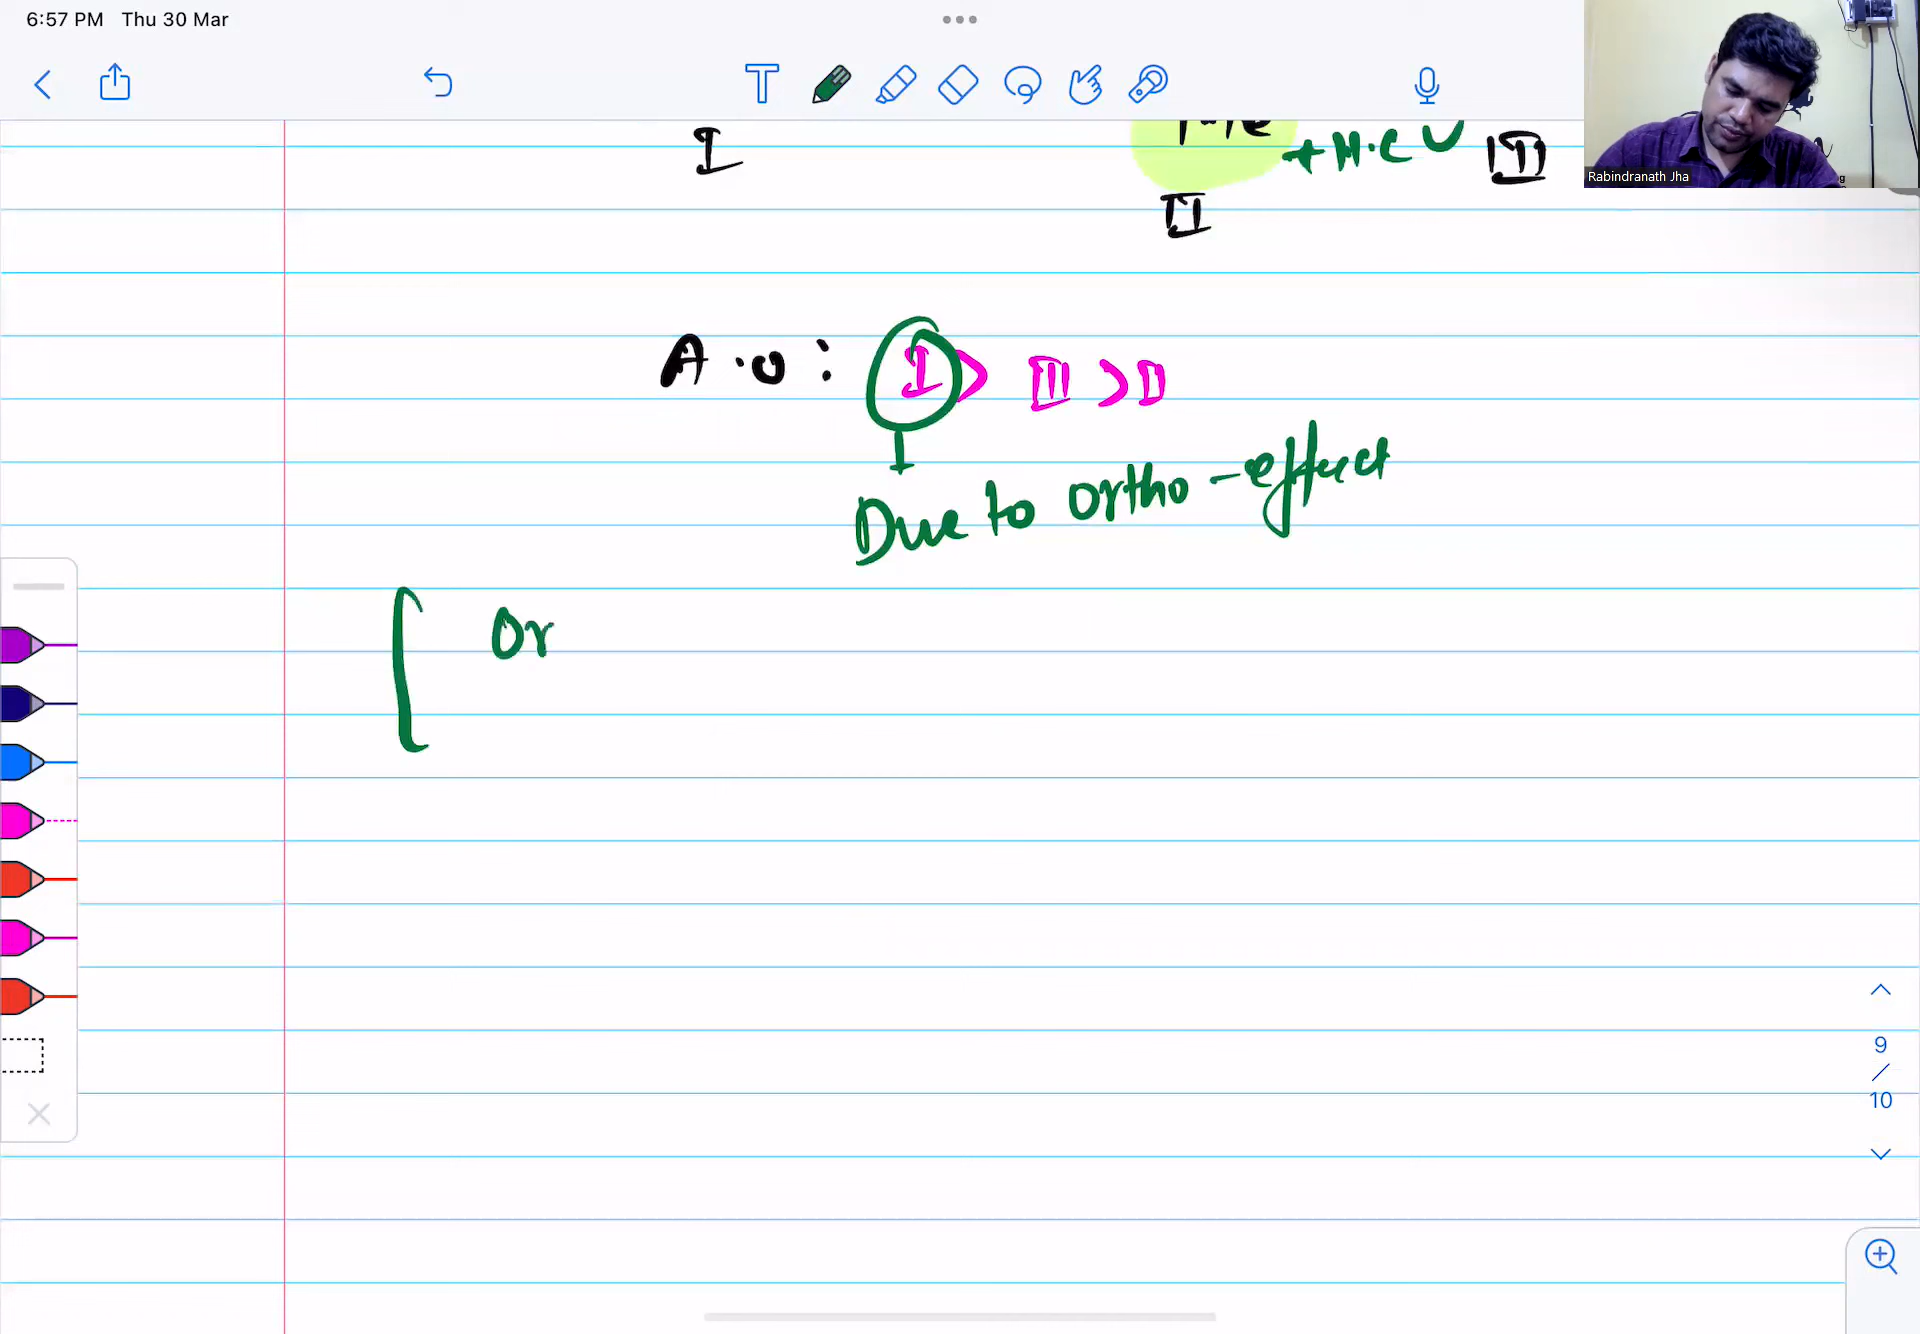 6:57 PM Thu 30 Mar
Rabindranath Jha
I
+ H.C
III
II
A.O : I > III > II
Due to ortho-effect
Or
9
/
10